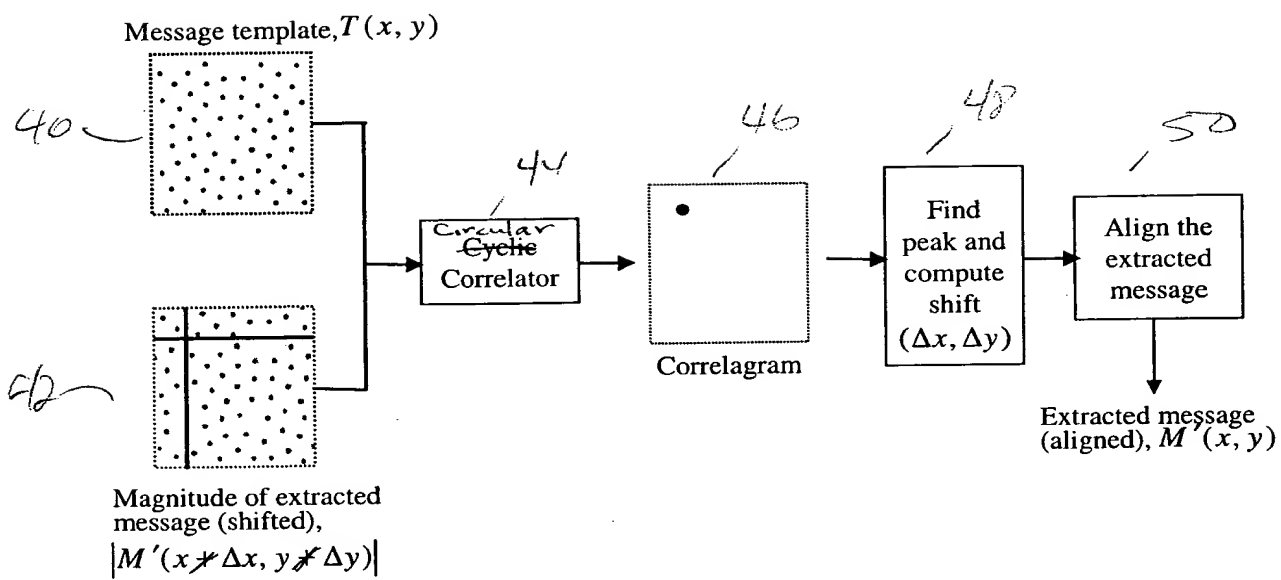 Message template, T(x, y)
40
42
Magnitude of extracted
message (shifted),
|M'(x ≁ Δx, y ≁ Δy)|
44
Circular
Cyclic
Correlator
46
Correlagram
48
Find
peak and
compute
shift
(Δx, Δy)
50
Align the
extracted
message
Extracted message
(aligned), M'(x, y)